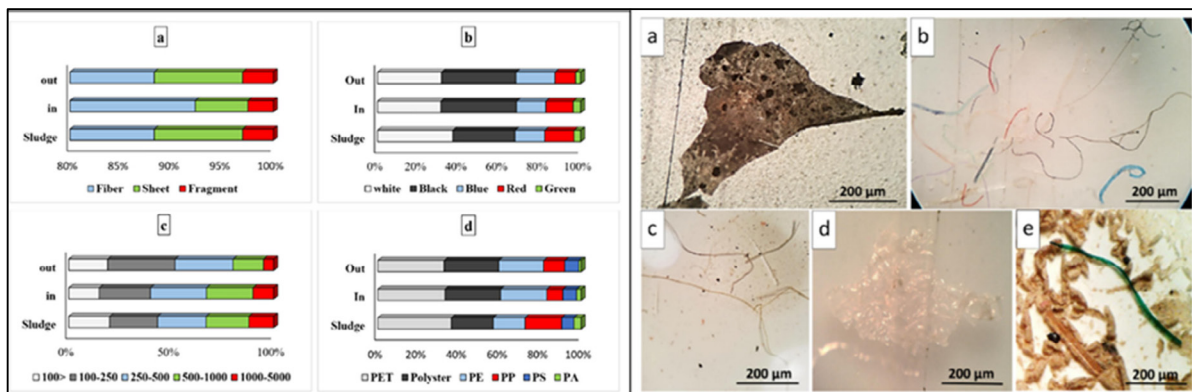 a
out
in
Sludge
80% 85% 90% 95% 100%
Fiber Sheet Fragment
b
Out
In
Sludge
0% 20% 40% 60% 80% 100%
white Black Blue Red Green
c
out
in
Sludge
0% 50% 100%
100> 100-250 250-500 500-1000 1000-5000
d
Out
In
Sludge
0% 20% 40% 60% 80% 100%
PET Polyster PE PP PS PA
a
200 µm
b
200 µm
c
200 µm
d
200 µm
e
200 µm